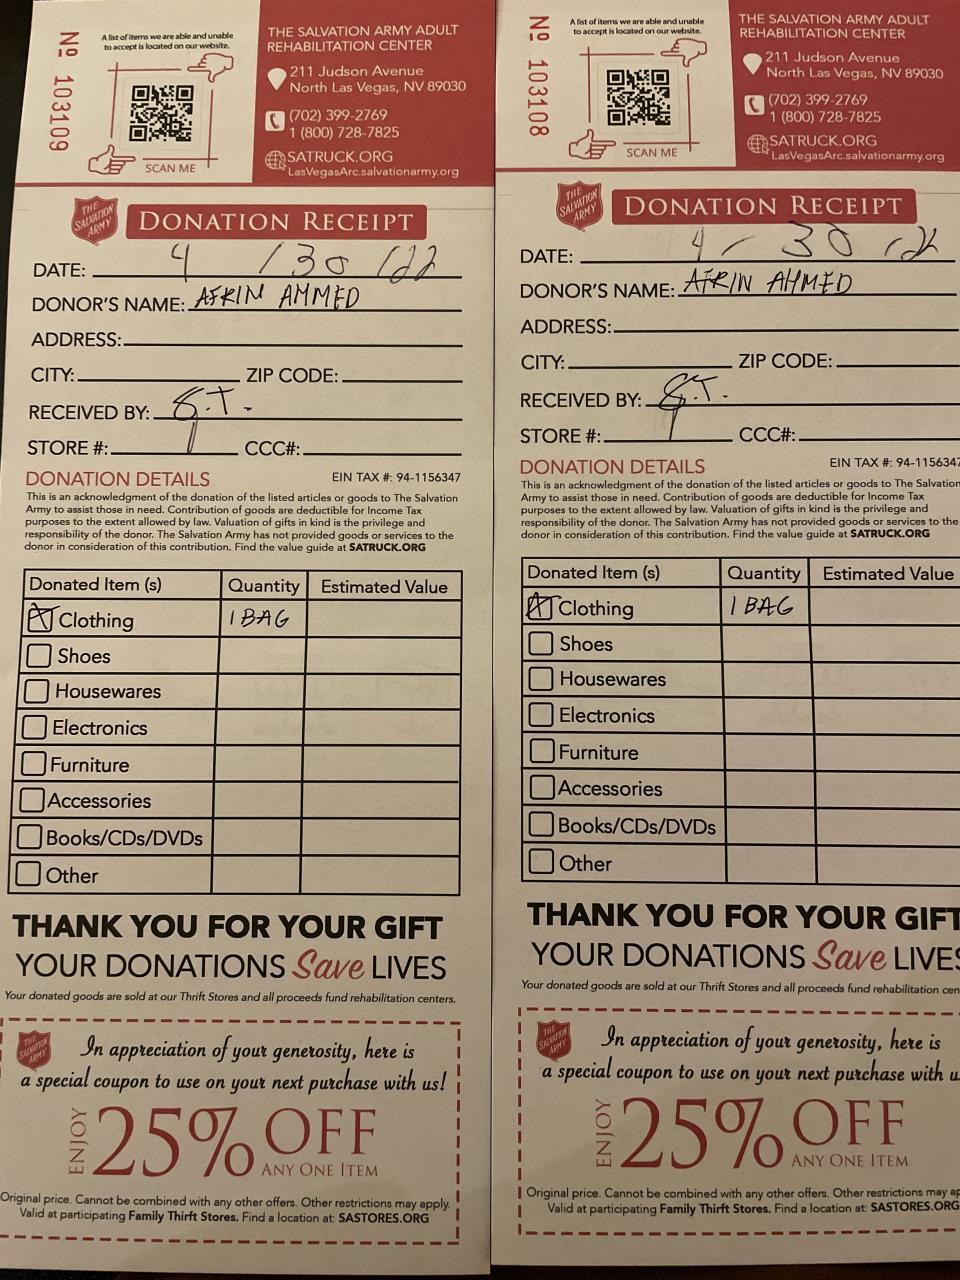 No 103109
A list of items we are able and unable
to accept is located on our website.
SCAN ME
THE SALVATION ARMY ADULT
REHABILITATION CENTER
211 Judson Avenue
North Las Vegas, NV 89030
(702) 399-2769
1 (800) 728-7825
SATRUCK.ORG
LasVegasArc.salvationarmy.org
THE
SALVATION
ARMY
DONATION RECEIPT
DATE: 4 / 30 / 22
DONOR'S NAME: AFRIN AHMED
ADDRESS:
CITY: ZIP CODE:
RECEIVED BY: G.T.
STORE #: CCC#:
DONATION DETAILS EIN TAX #: 94-1156347
This is an acknowledgment of the donation of the listed articles or goods to The Salvation
Army to assist those in need. Contribution of goods are deductible for Income Tax
purposes to the extent allowed by law. Valuation of gifts in kind is the privilege and
responsibility of the donor. The Salvation Army has not provided goods or services to the
donor in consideration of this contribution. Find the value guide at SATRUCK.ORG
Donated Item (s) Quantity Estimated Value
Clothing 1 BAG
Shoes
Housewares
Electronics
Furniture
Accessories
Books/CDs/DVDs
Other
THANK YOU FOR YOUR GIFT
YOUR DONATIONS Save LIVES
Your donated goods are sold at our Thrift Stores and all proceeds fund rehabilitation centers.
THE
SALVATION
ARMY
In appreciation of your generosity, here is
a special coupon to use on your next purchase with us!
ENJOY 25% OFF
ANY ONE ITEM
Original price. Cannot be combined with any other offers. Other restrictions may apply.
Valid at participating Family Thirft Stores. Find a location at: SASTORES.ORG
No 103108
A list of items we are able and unable
to accept is located on our website.
SCAN ME
THE SALVATION ARMY ADULT
REHABILITATION CENTER
211 Judson Avenue
North Las Vegas, NV 89030
(702) 399-2769
1 (800) 728-7825
SATRUCK.ORG
LasVegasArc.salvationarmy.org
THE
SALVATION
ARMY
DONATION RECEIPT
DATE: 4 / 30 / 22
DONOR'S NAME: AFRIN AHMED
ADDRESS:
CITY: ZIP CODE:
RECEIVED BY: G.T.
STORE #: CCC#:
DONATION DETAILS EIN TAX #: 94-1156347
This is an acknowledgment of the donation of the listed articles or goods to The Salvation
Army to assist those in need. Contribution of goods are deductible for Income Tax
purposes to the extent allowed by law. Valuation of gifts in kind is the privilege and
responsibility of the donor. The Salvation Army has not provided goods or services to the
donor in consideration of this contribution. Find the value guide at SATRUCK.ORG
Donated Item (s) Quantity Estimated Value
Clothing 1 BAG
Shoes
Housewares
Electronics
Furniture
Accessories
Books/CDs/DVDs
Other
THANK YOU FOR YOUR GIFT
YOUR DONATIONS Save LIVES
Your donated goods are sold at our Thrift Stores and all proceeds fund rehabilitation cen
THE
SALVATION
ARMY
In appreciation of your generosity, here is
a special coupon to use on your next purchase with u
ENJOY 25% OFF
ANY ONE ITEM
Original price. Cannot be combined with any other offers. Other restrictions may ap
Valid at participating Family Thirft Stores. Find a location at: SASTORES.ORG